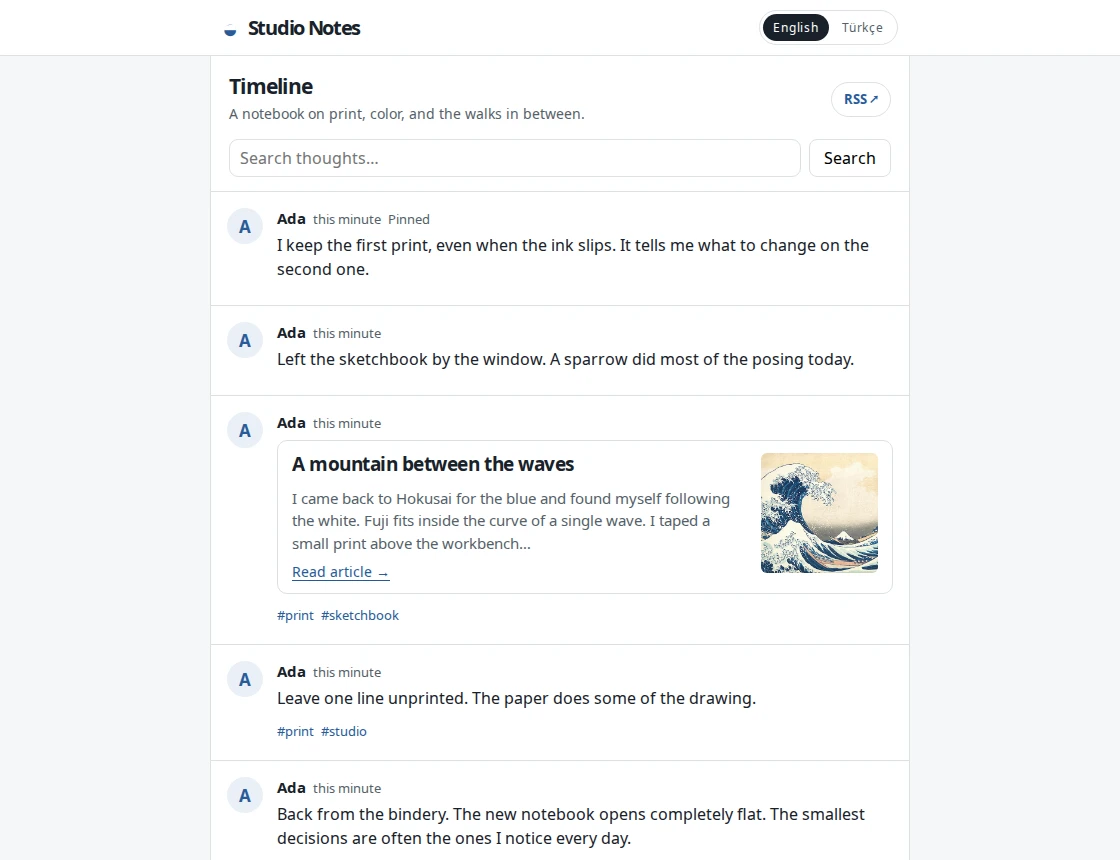 Studio Notes
English
Türkçe
Timeline
A notebook on print, color, and the walks in between.
RSS↗
Search thoughts...
Search
A
Ada this minute Pinned
I keep the first print, even when the ink slips. It tells me what to change on the
second one.
A
Ada this minute
Left the sketchbook by the window. A sparrow did most of the posing today.
A
Ada this minute
A mountain between the waves
I came back to Hokusai for the blue and found myself following
the white. Fuji fits inside the curve of a single wave. I taped a
small print above the workbench...
Read article →
#print #sketchbook
A
Ada this minute
Leave one line unprinted. The paper does some of the drawing.
#print #studio
A
Ada this minute
Back from the bindery. The new notebook opens completely flat. The smallest
decisions are often the ones I notice every day.